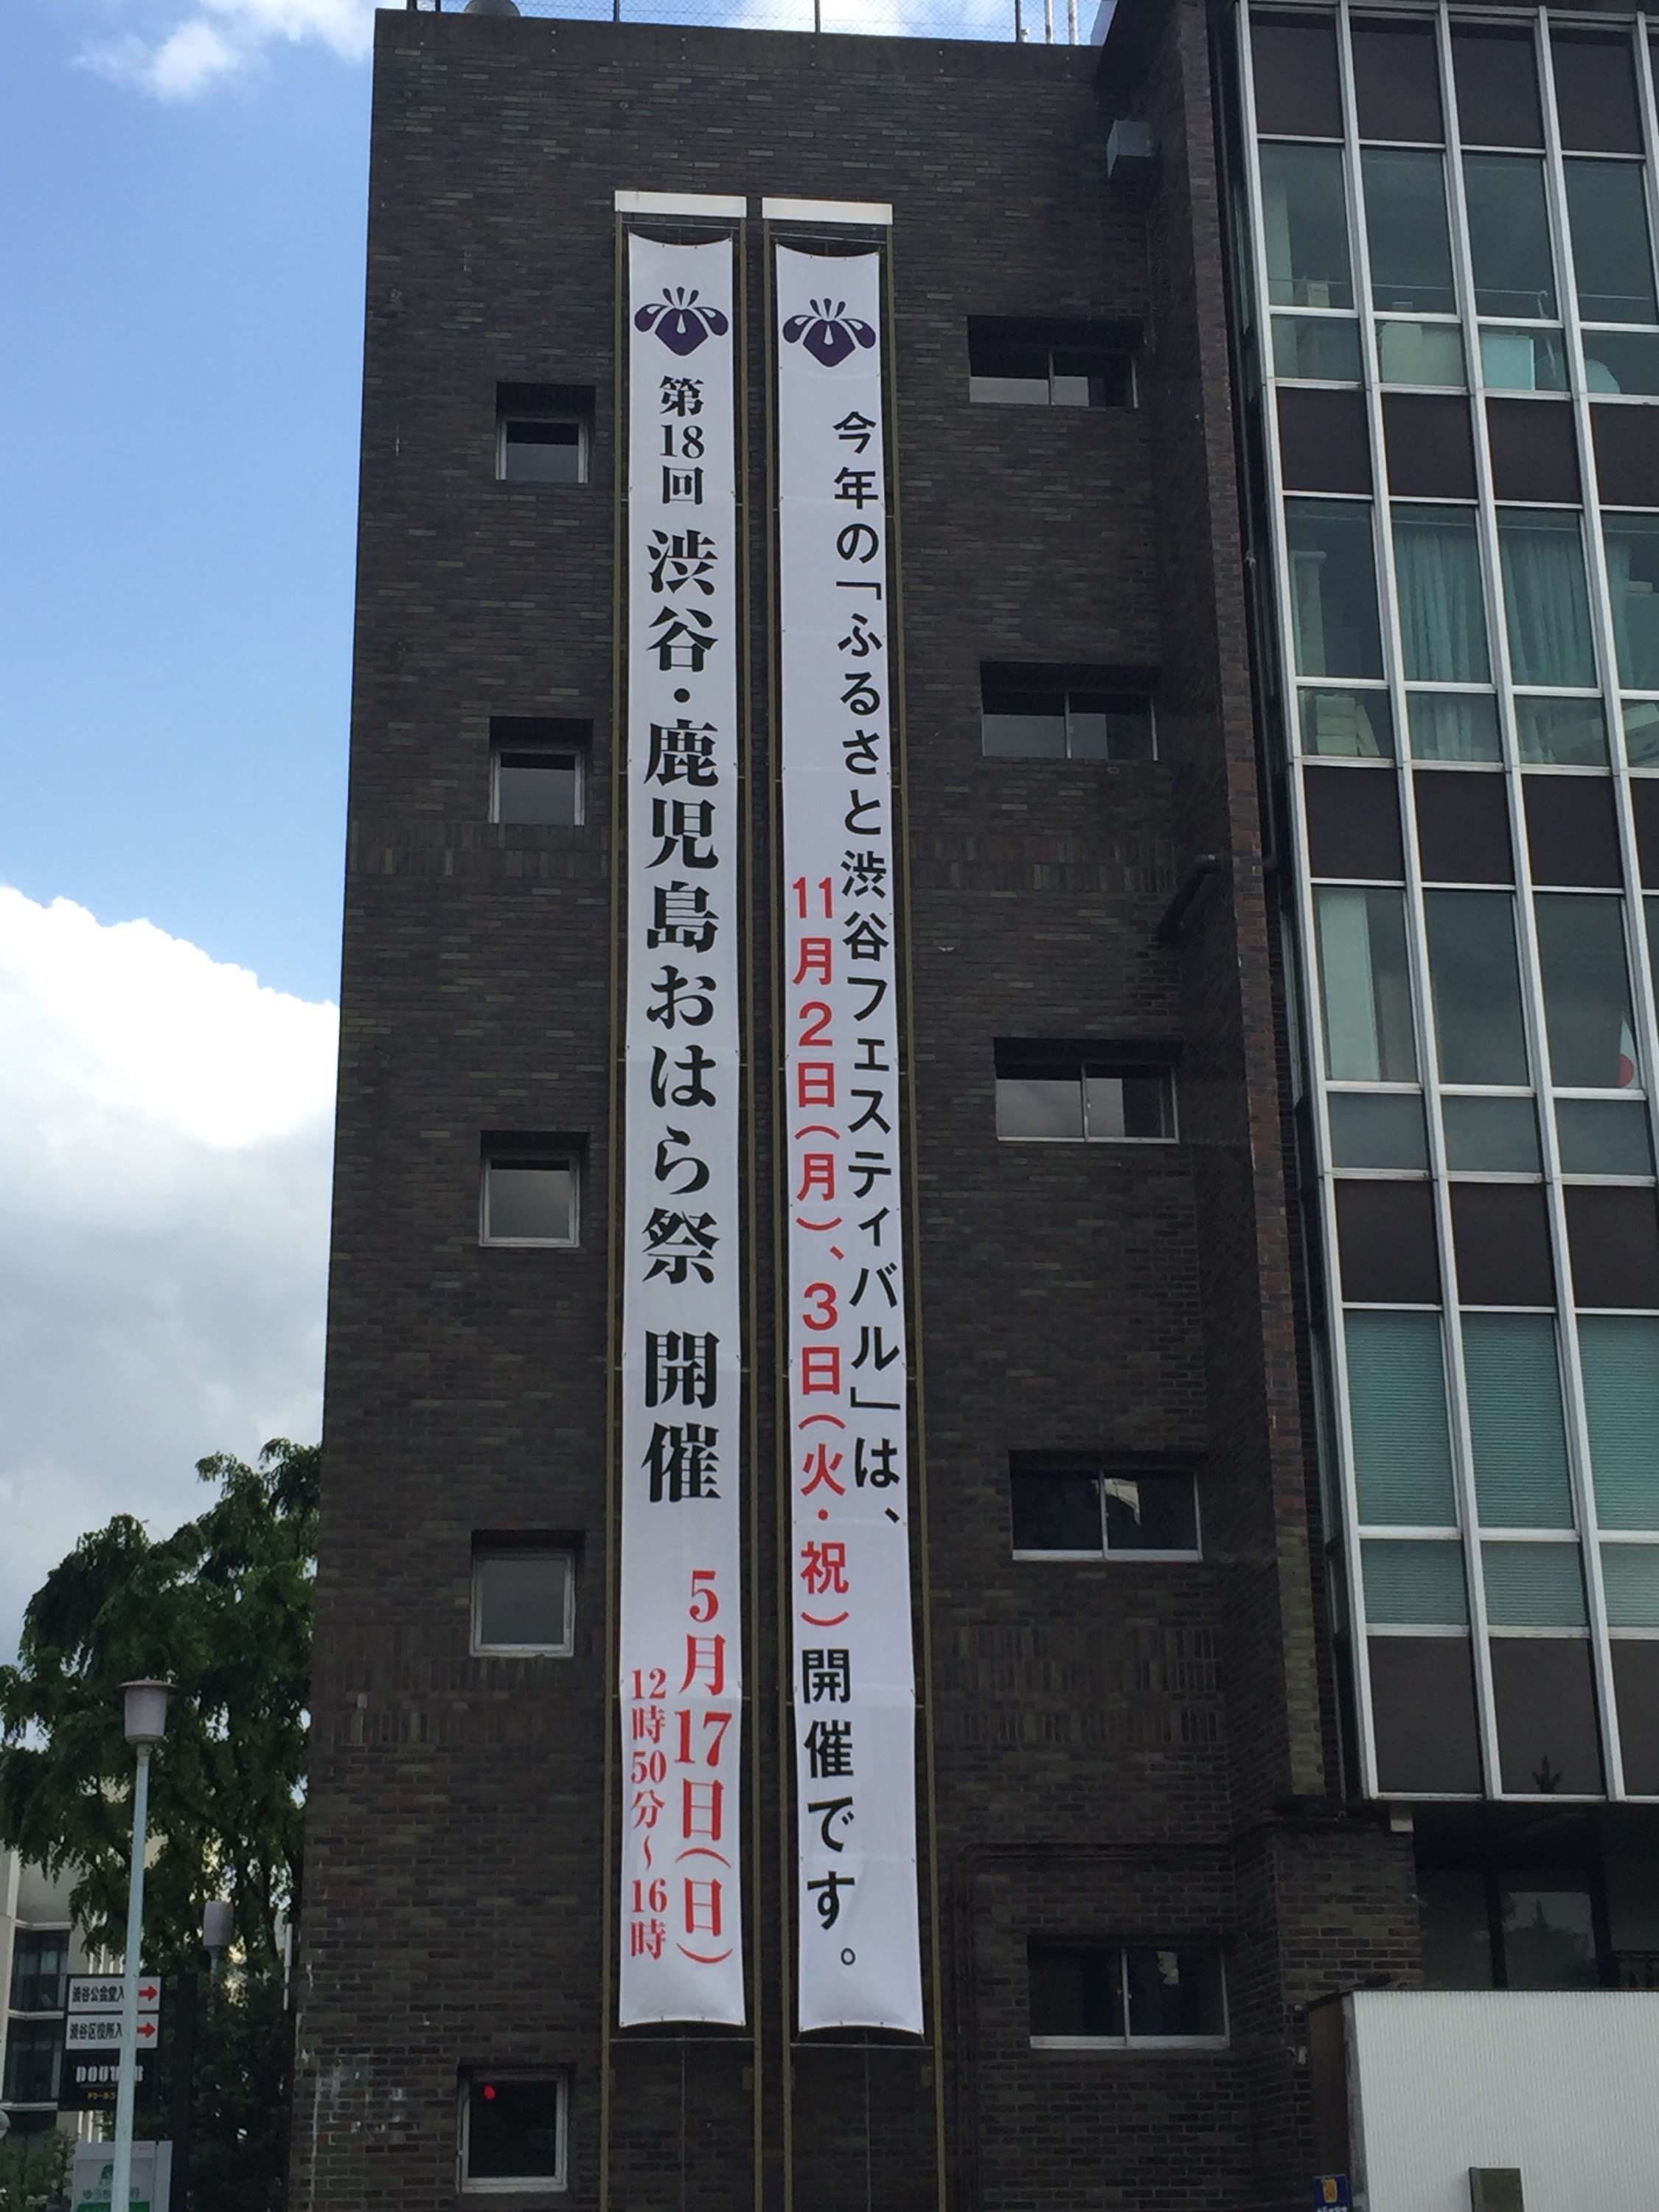 今年の「ふるさと渋谷フェスティバル」は、
11月2日(月)、3日(火・祝)開催です。
第18回 渋谷・鹿児島おはら祭 開催
5月17日(日)
12時50分～16時
渋谷公会堂入
渋谷区役所入